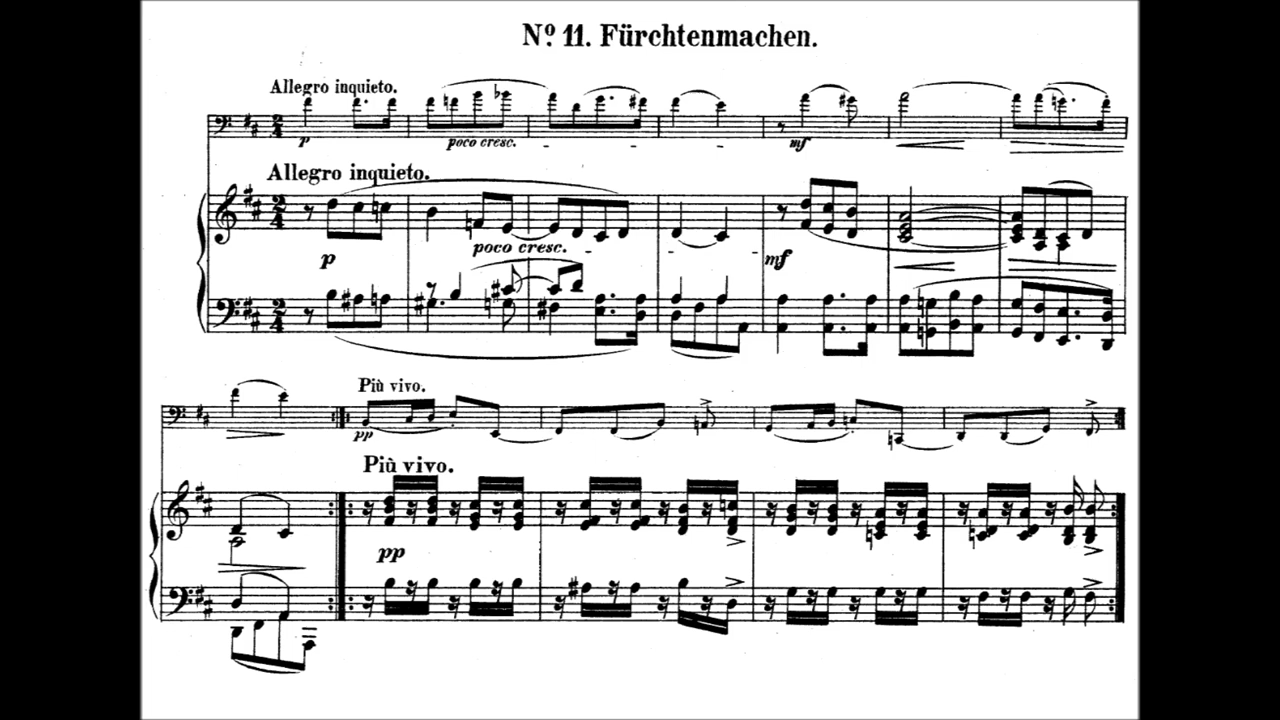 Nº 11. Fürchtenmachen.
Allegro inquieto.
p
poco cresc.
mf
Allegro inquieto.
p
poco cresc.
mf
Più vivo.
pp
Più vivo.
pp